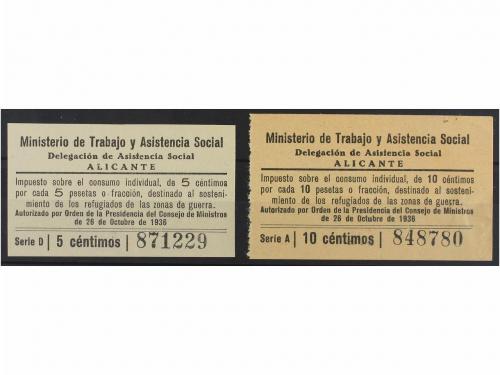 Ministerio de Trabajo y Asistencia Social
Delegación de Asistencia Social
ALICANTE
Impuesto sobre el consumo individual, de 5 céntimos
por cada 5 pesetas o fracción, destinado al sosteni-
miento de los refugiados de las zonas de guerra.
Autorizado por Orden de la Presidencia del Consejo de Ministros
de 26 de Octubre de 1936
Serie D | 5 céntimos | 871229
Ministerio de Trabajo y Asistencia Social
Delegación de Asistencia Social
ALICANTE
Impuesto sobre el consumo individual, de 10 céntimos
por cada 10 pesetas o fracción, destinado al sosteni-
miento de los refugiados de las zonas de guerra.
Autorizado por Orden de la Presidencia del Consejo de Ministros
de 26 de Octubre de 1936
Serie A | 10 céntimos | 848780